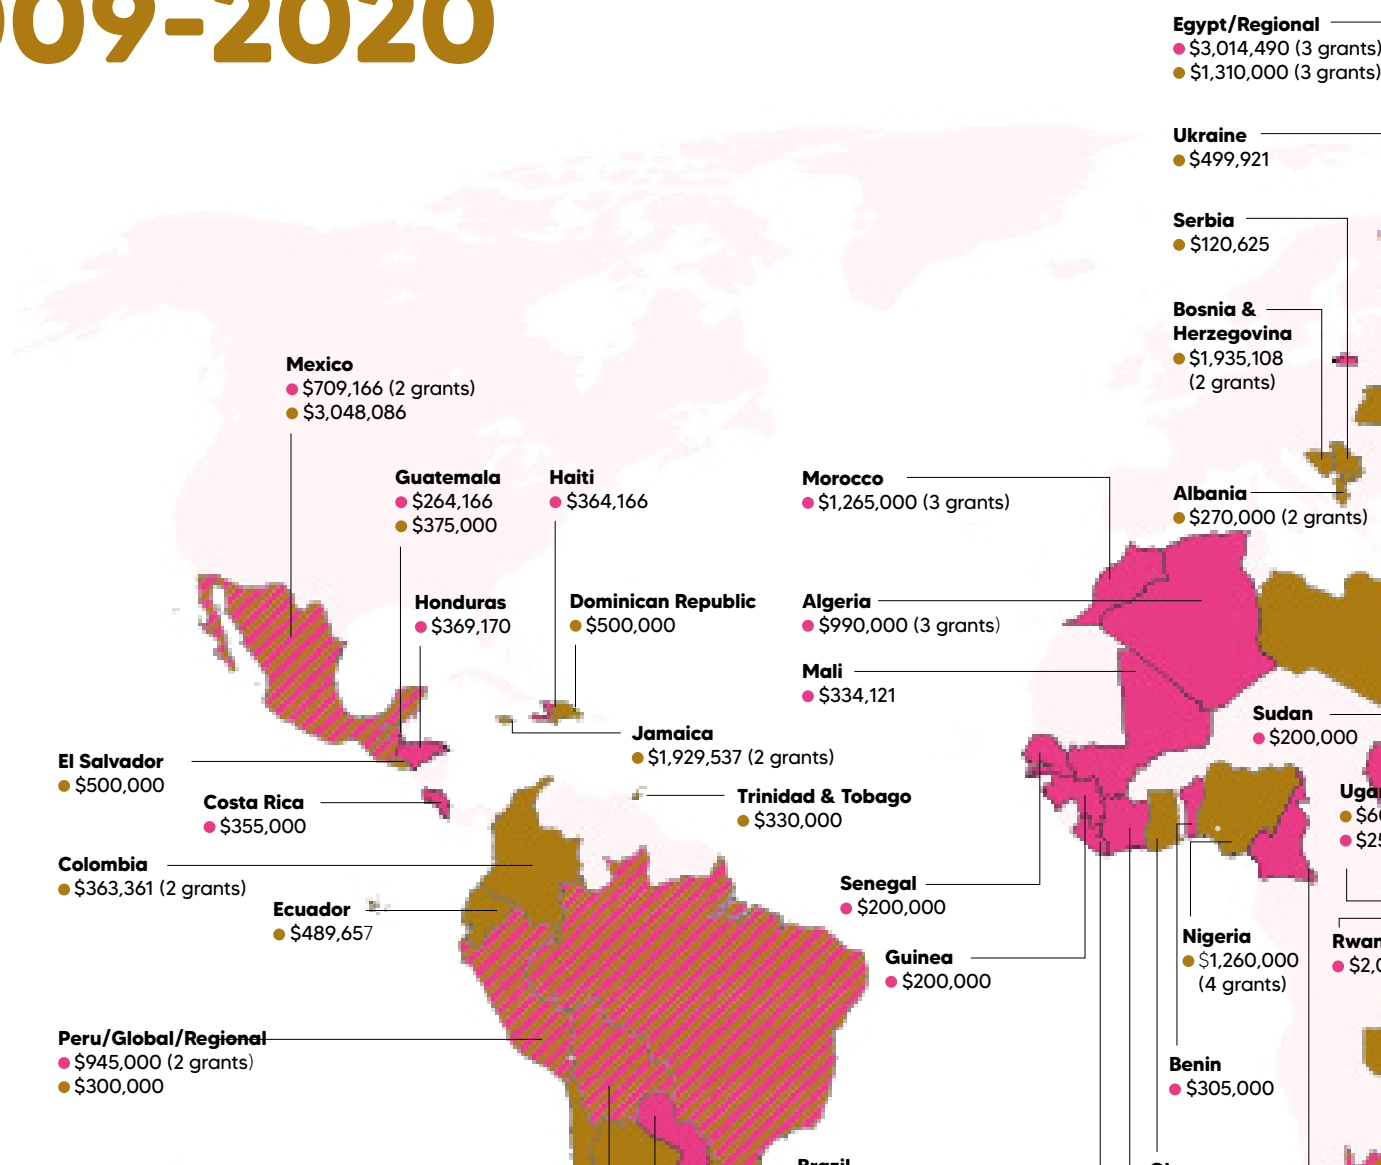 009-2020
Egypt/Regional
$3,014,490 (3 grants)
$1,310,000 (3 grants)
Ukraine
$499,921
Serbia
$120,625
Bosnia &
Herzegovina
$1,935,108
(2 grants)
Albania
$270,000 (2 grants)
Mexico
$709,166 (2 grants)
$3,048,086
Guatemala
$264,166
$375,000
Haiti
$364,166
Honduras
$369,170
Dominican Republic
$500,000
Jamaica
$1,929,537 (2 grants)
Trinidad & Tobago
$330,000
El Salvador
$500,000
Costa Rica
$355,000
Colombia
$363,361 (2 grants)
Ecuador
$489,657
Peru/Global/Regional
$945,000 (2 grants)
$300,000
Morocco
$1,265,000 (3 grants)
Algeria
$990,000 (3 grants)
Mali
$334,121
Sudan
$200,000
Senegal
$200,000
Guinea
$200,000
Nigeria
$1,260,000
(4 grants)
Benin
$305,000
Brazil